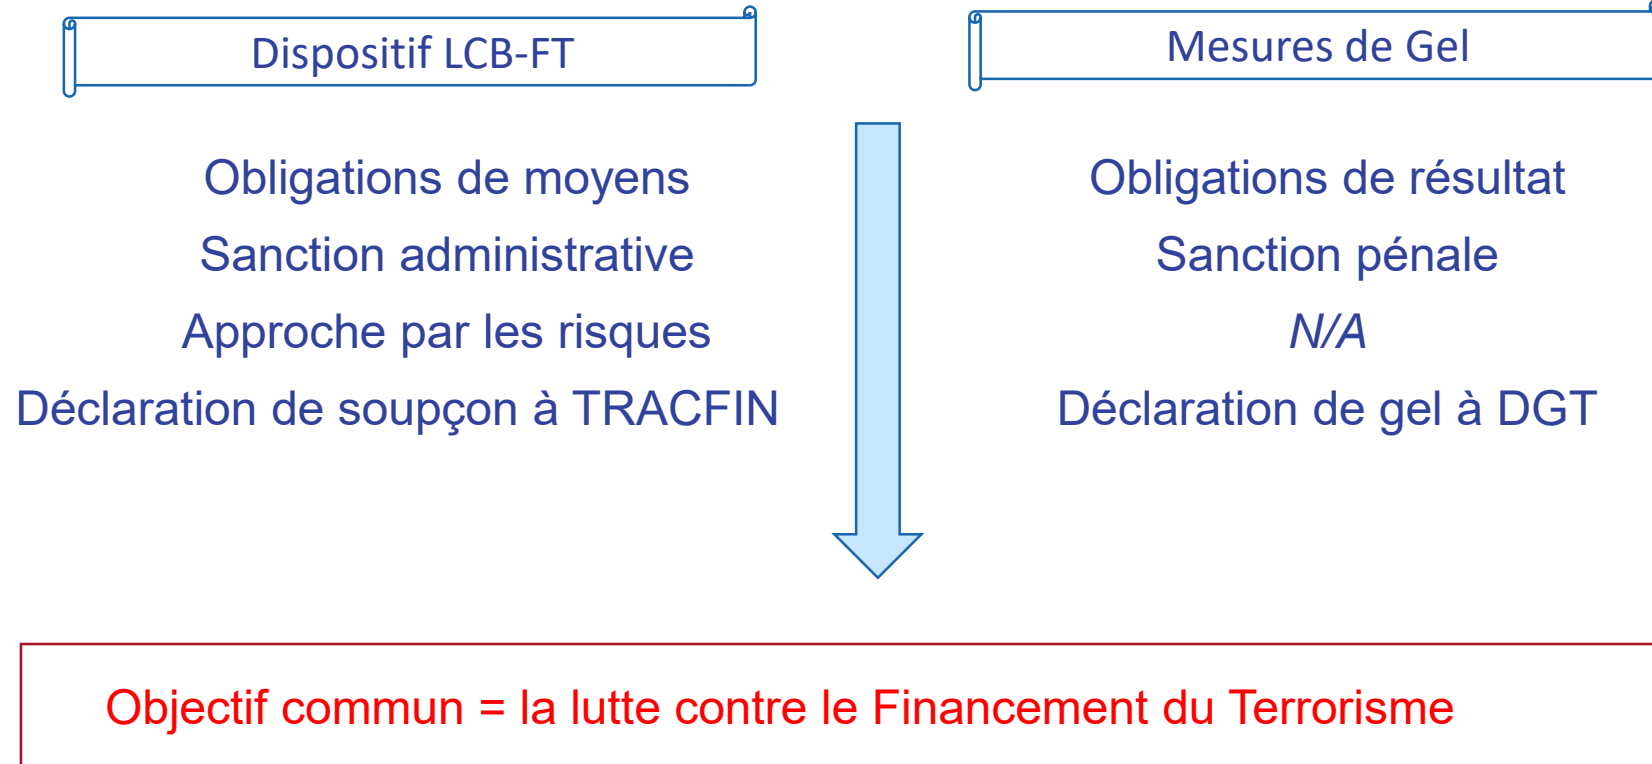 Dispositif LCB-FT
Mesures de Gel
Obligations de moyens
Obligations de résultat
Sanction administrative
Sanction pénale
Approche par les risques
N/A
Déclaration de soupçon à TRACFIN
Déclaration de gel à DGT
Objectif commun = la lutte contre le Financement du Terrorisme